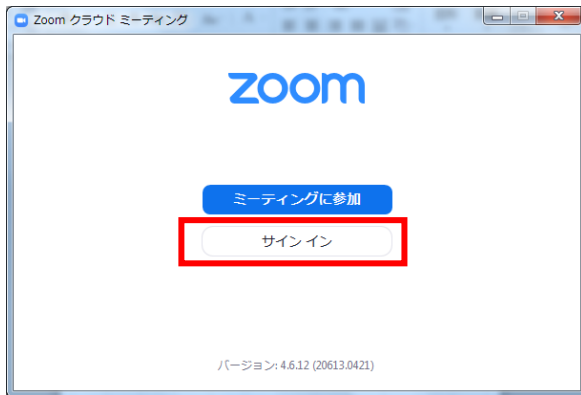 Zoom クラウド ミーティング
zoom
ミーティングに参加
サイン イン
バージョン: 4.6.12 (20613.0421)